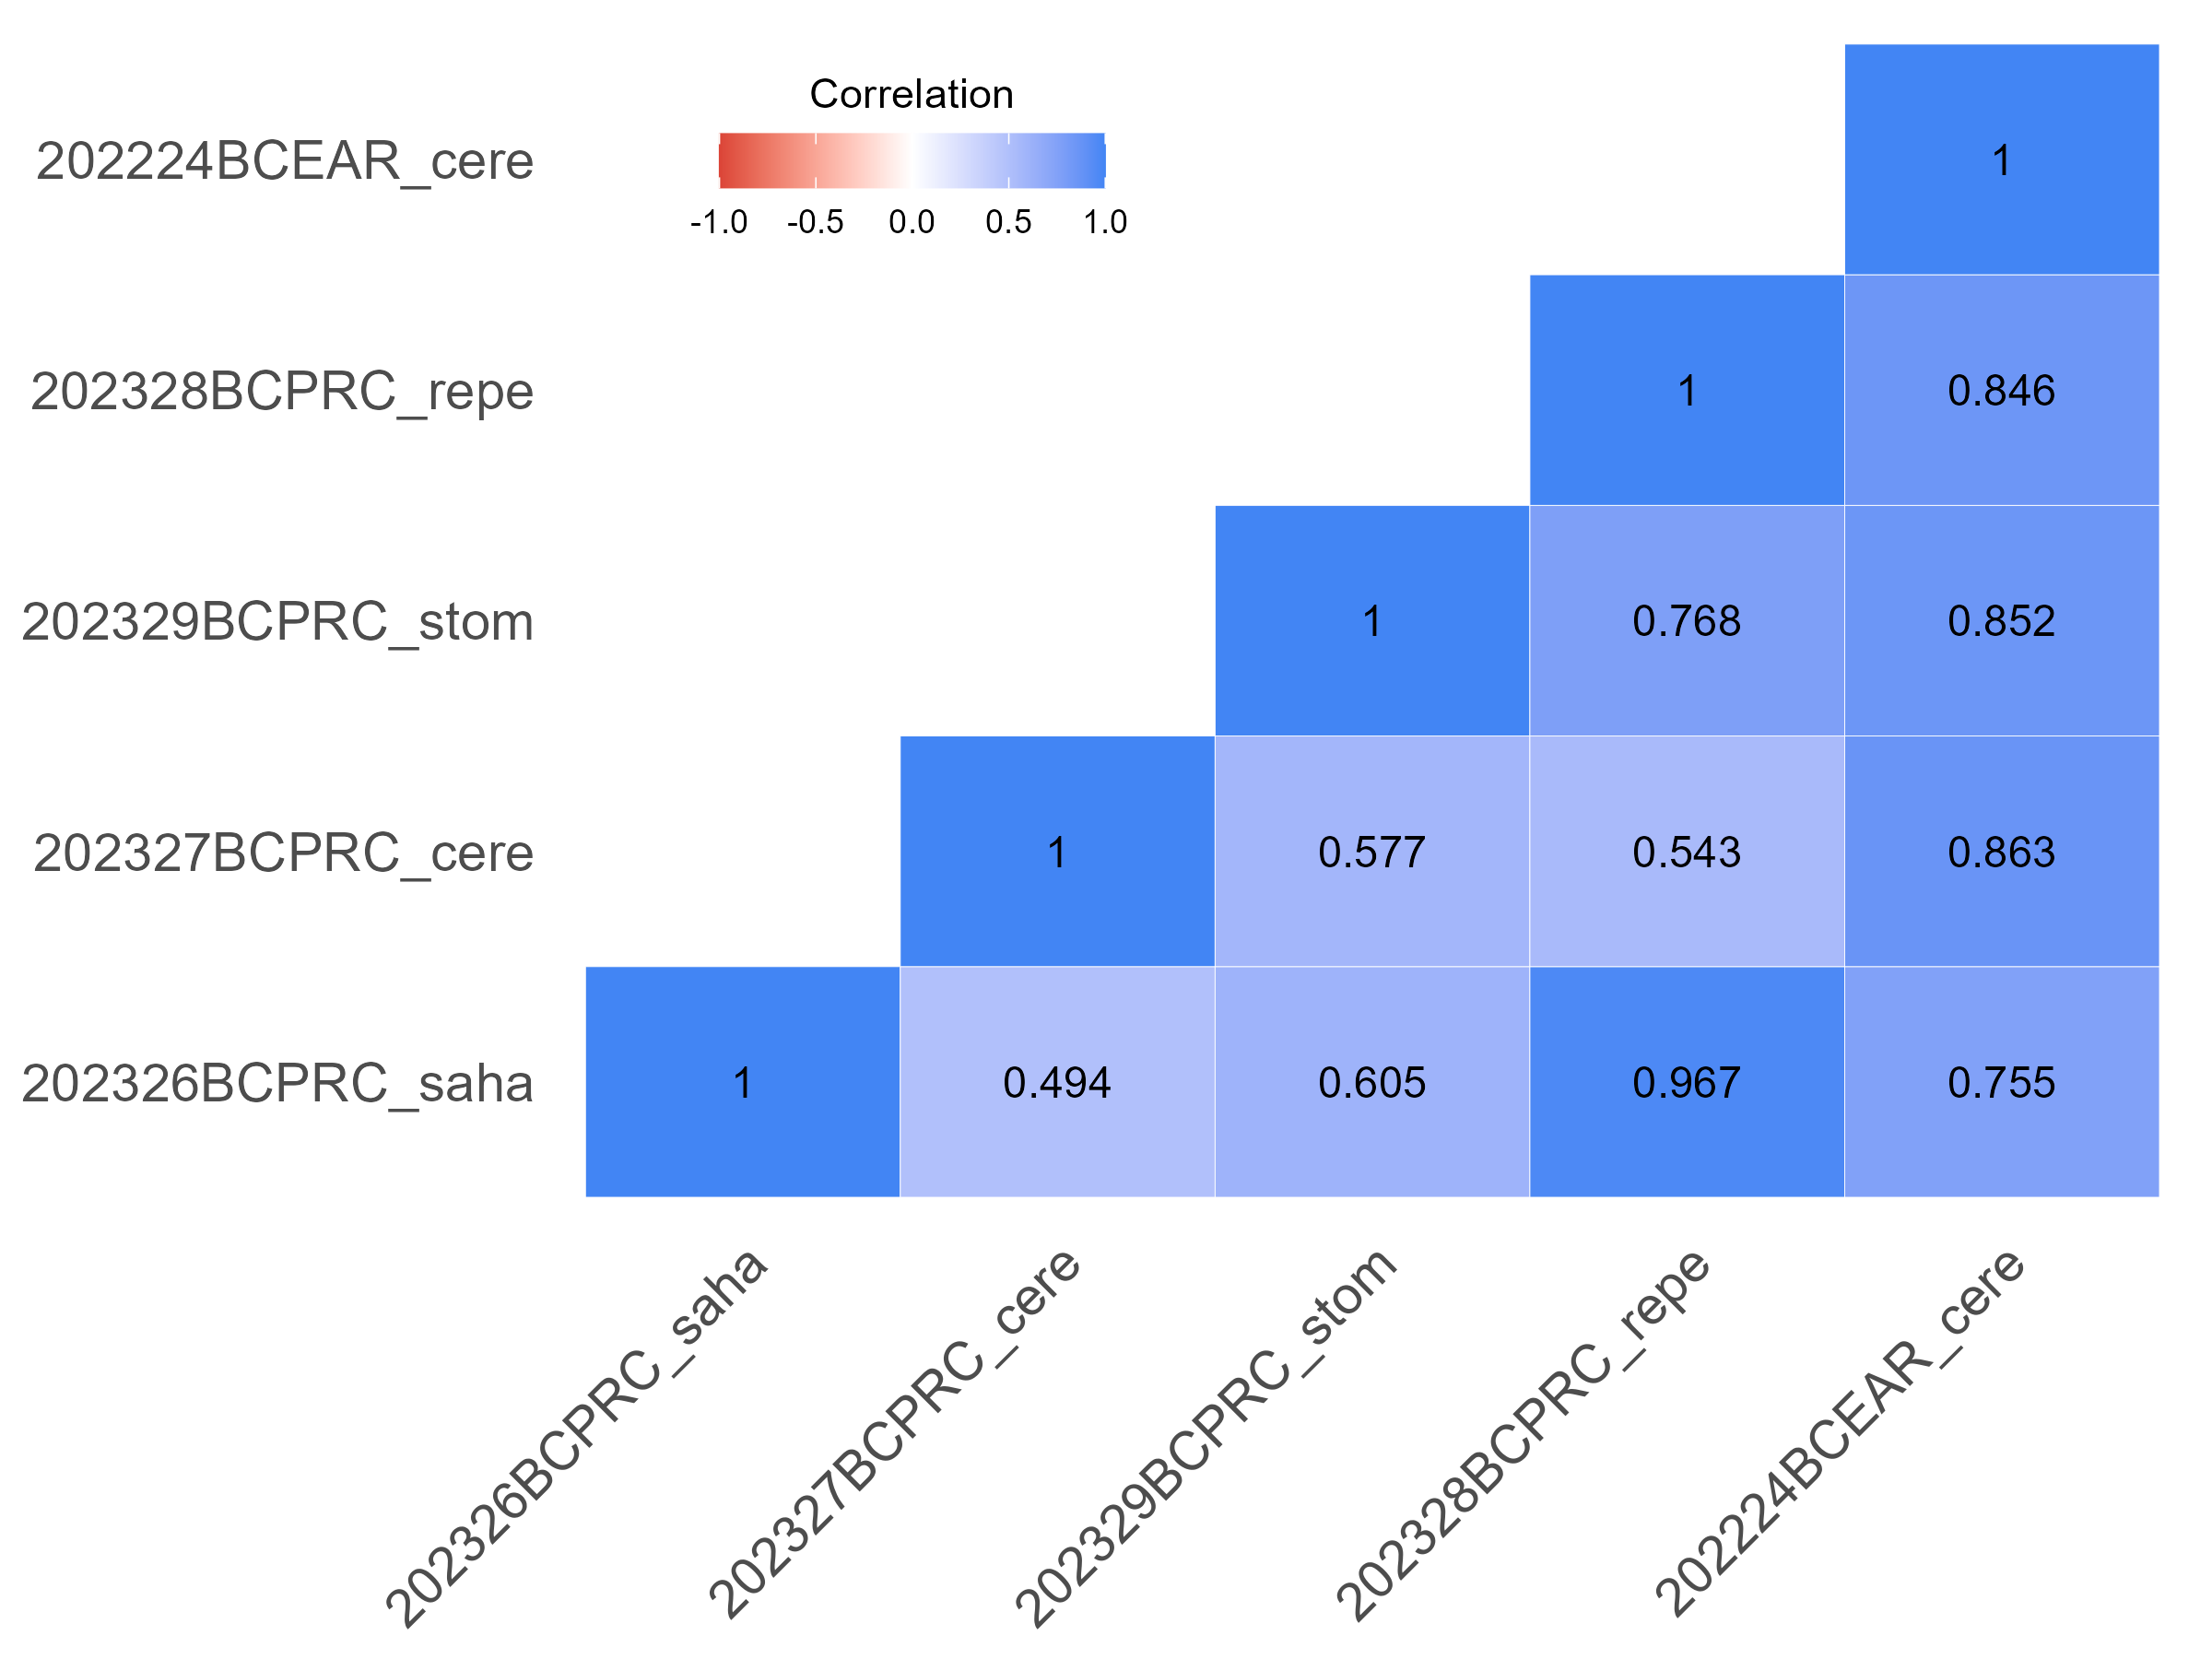 Correlation
-1.0 -0.5 0.0 0.5 1.0
202224BCEAR_cere 1
202328BCPRC_repe 1 0.846
202329BCPRC_stom 1 0.768 0.852
202327BCPRC_cere 1 0.577 0.543 0.863
202326BCPRC_saha 1 0.494 0.605 0.967 0.755
202326BCPRC_saha
202327BCPRC_cere
202329BCPRC_stom
202328BCPRC_repe
202224BCEAR_cere